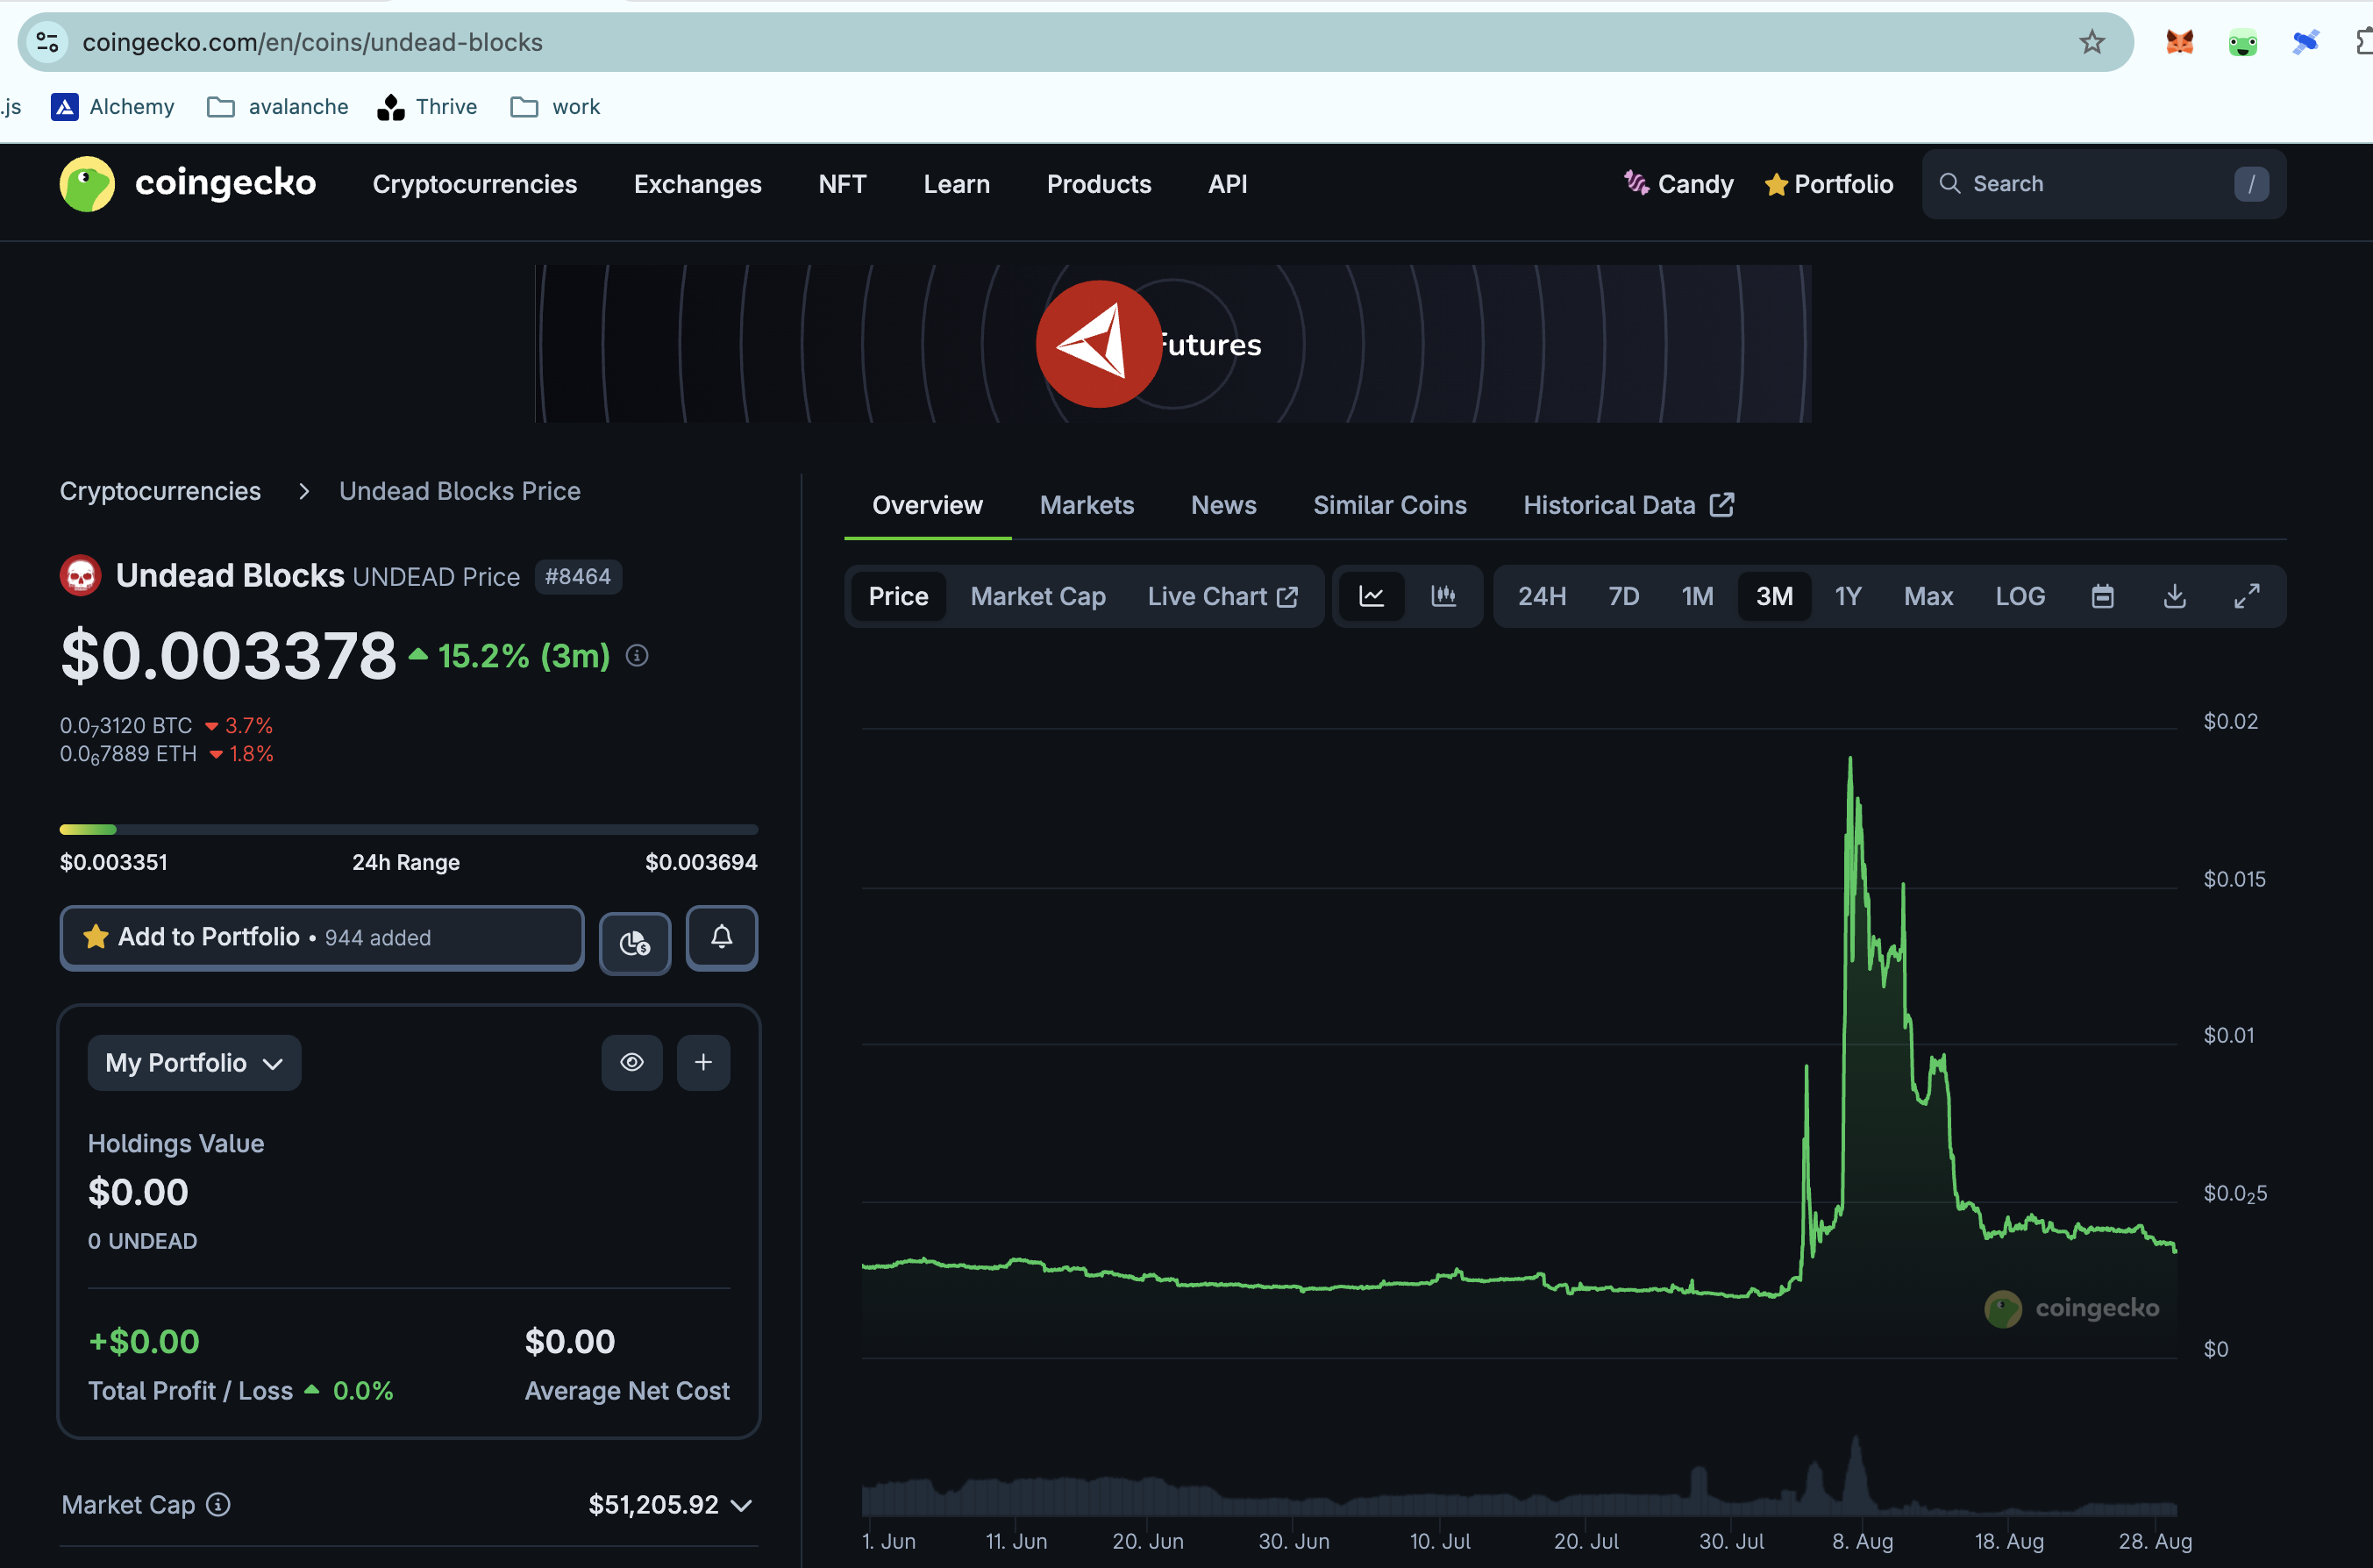 coingecko.com/en/coins/undead-blocks
.js Alchemy avalanche Thrive work
coingecko Cryptocurrencies Exchanges NFT Learn Products API Candy Portfolio Search /
Futures
Cryptocurrencies > Undead Blocks Price
Undead Blocks UNDEAD Price #8464
$0.003378 15.2% (3m)
0.0₇3120 BTC 3.7%
0.0₆7889 ETH 1.8%
$0.003351 24h Range $0.003694
Add to Portfolio • 944 added
My Portfolio
Holdings Value
$0.00
0 UNDEAD
+$0.00 $0.00
Total Profit / Loss 0.0% Average Net Cost
Market Cap $51,205.92
Overview Markets News Similar Coins Historical Data
Price Market Cap Live Chart 24H 7D 1M 3M 1Y Max LOG
$0.02
$0.015
$0.01
$0.0₂5
coingecko
$0
1. Jun 11. Jun 20. Jun 30. Jun 10. Jul 20. Jul 30. Jul 8. Aug 18. Aug 28. Aug